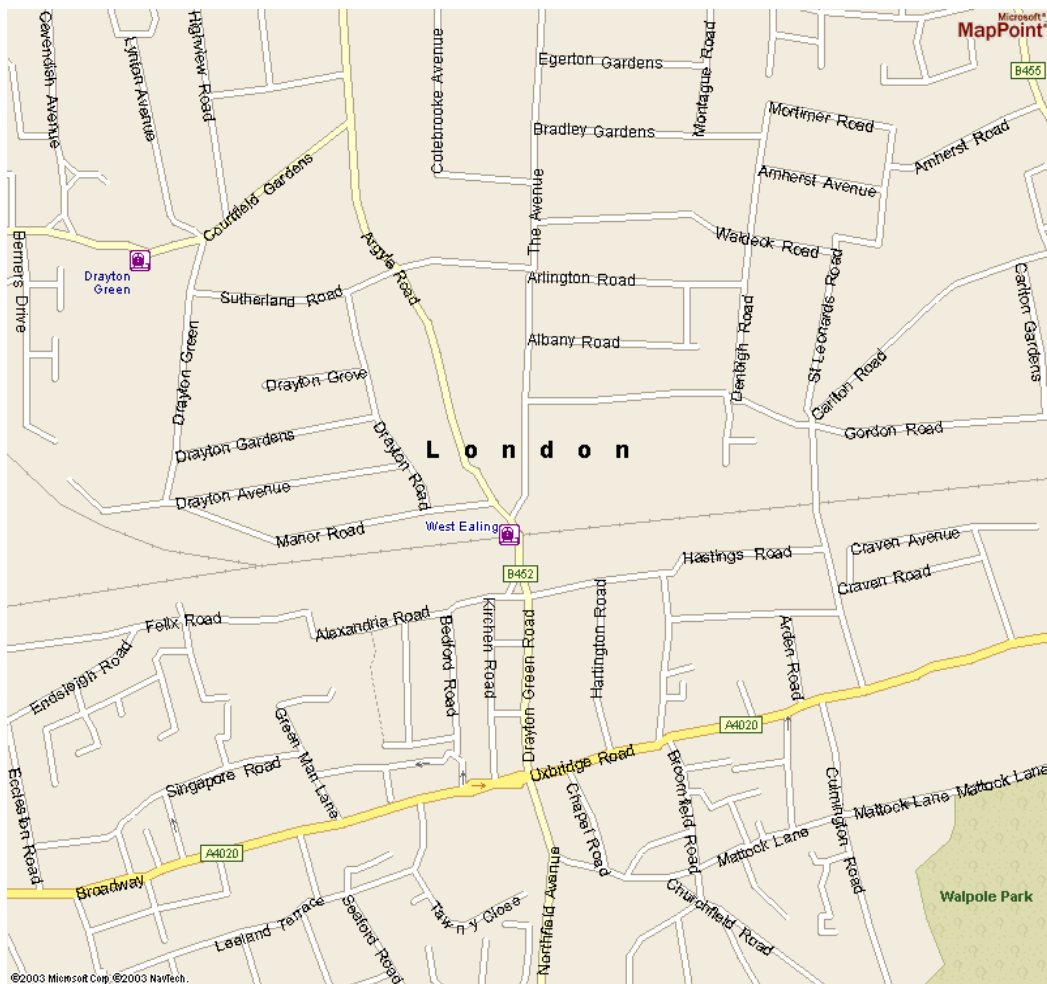 Microsoft®
MapPoint®
Cavendish Avenue
Lynton Avenue
Highview Road
Colebrooke Avenue
Egerton Gardens
Montague Road
B455
Mortimer Road
Bradley Gardens
Amherst Road
Amherst Avenue
Courtfield Gardens
The Avenue
Waldeck Road
Berners Drive
Argyle Road
Drayton
Green
Sutherland Road
Arlington Road
St Leonards Road
Carlton Gardens
Drayton Green
Albany Road
Denbigh Road
Drayton Grove
Carlton Road
Drayton Gardens
Drayton Road
London
Gordon Road
Drayton Avenue
Manor Road
West Ealing
Hastings Road
Craven Avenue
B452
Craven Road
Felix Road
Alexandria Road
Bedford Road
Kirchen Road
Drayton Green Road
Hartington Road
Arden Road
Endsleigh Road
Green Man Lane
A4020
Uxbridge Road
Singapore Road
Eccleston Road
Chapel Road
Broomfield Road
Culmington Road
Mattock Lane
Mattock Lane
Mattock Lane
A4020
Broadway
Walpole Park
Churchfield Road
Leeland Terrace
Seaford Road
Tawny Close
Northfield Avenue
©2003 Microsoft Corp ©2003 NavTech.